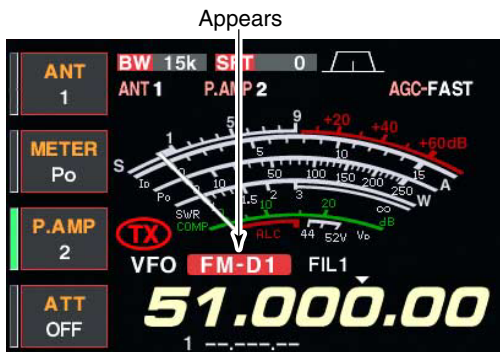 Appears
ANT
1
BW 15k SFT 0
ANT 1 P.AMP 2 AGC-FAST
METER
Po
S 1 5 9 +20 +40 +60dB
ID 5 10 15 A
Po 10 50 100 150 200 250 W
SWR 1.5 2 3 ∞
COMP 10 20 dB
ALC 44 52V VD
P.AMP
2
TX
VFO FM-D1 FIL1
ATT
OFF
51.000.00
1 --.---.--